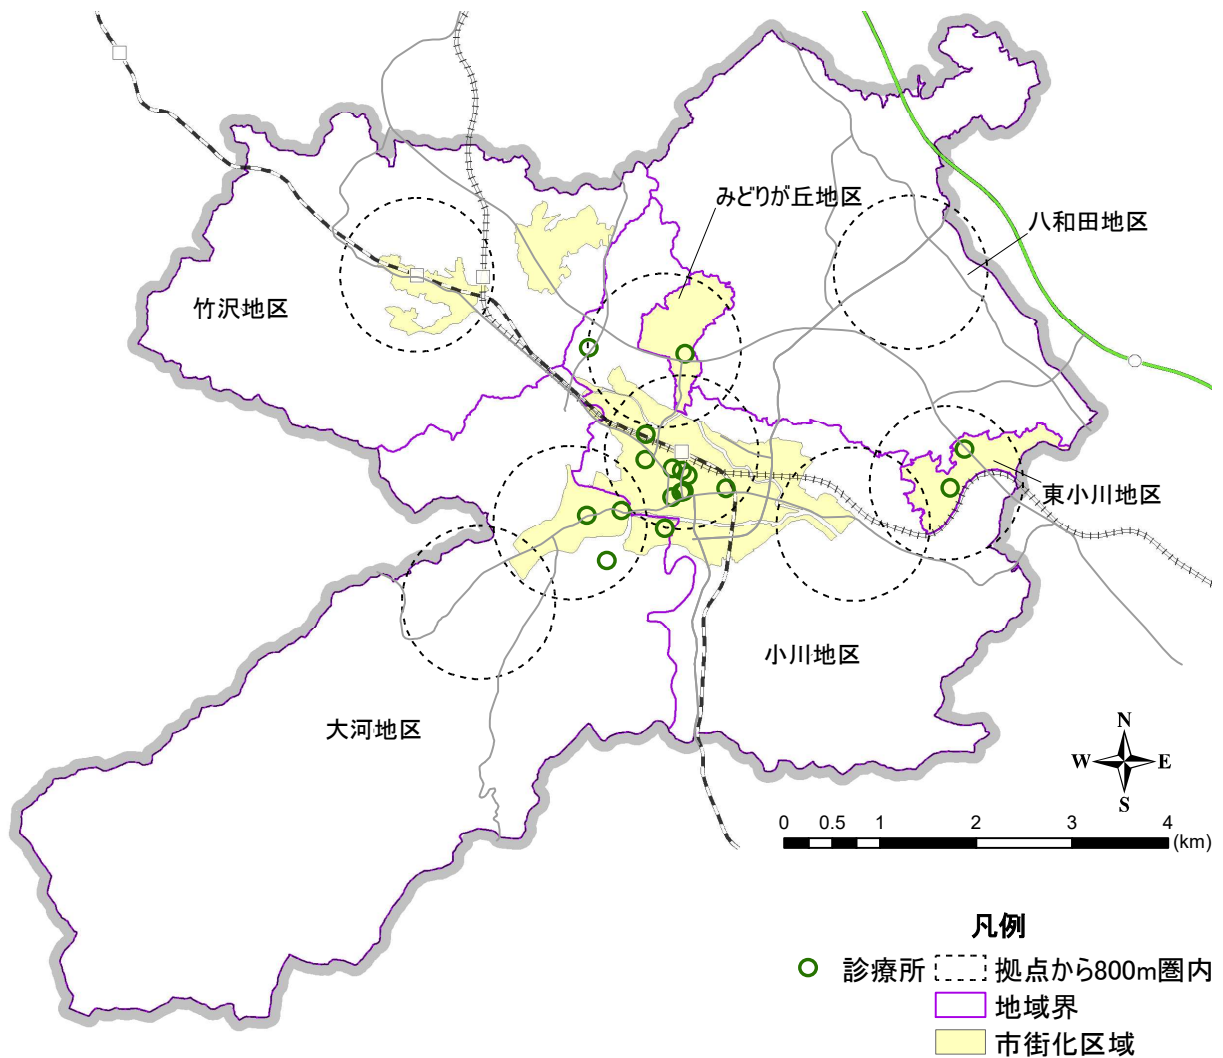 みどりが丘地区
八和田地区
竹沢地区
東小川地区
小川地区
大河地区
N
W E
S
0 0.5 1 2 3 4
(km)
凡例
診療所 拠点から800m圏内
地域界
市街化区域